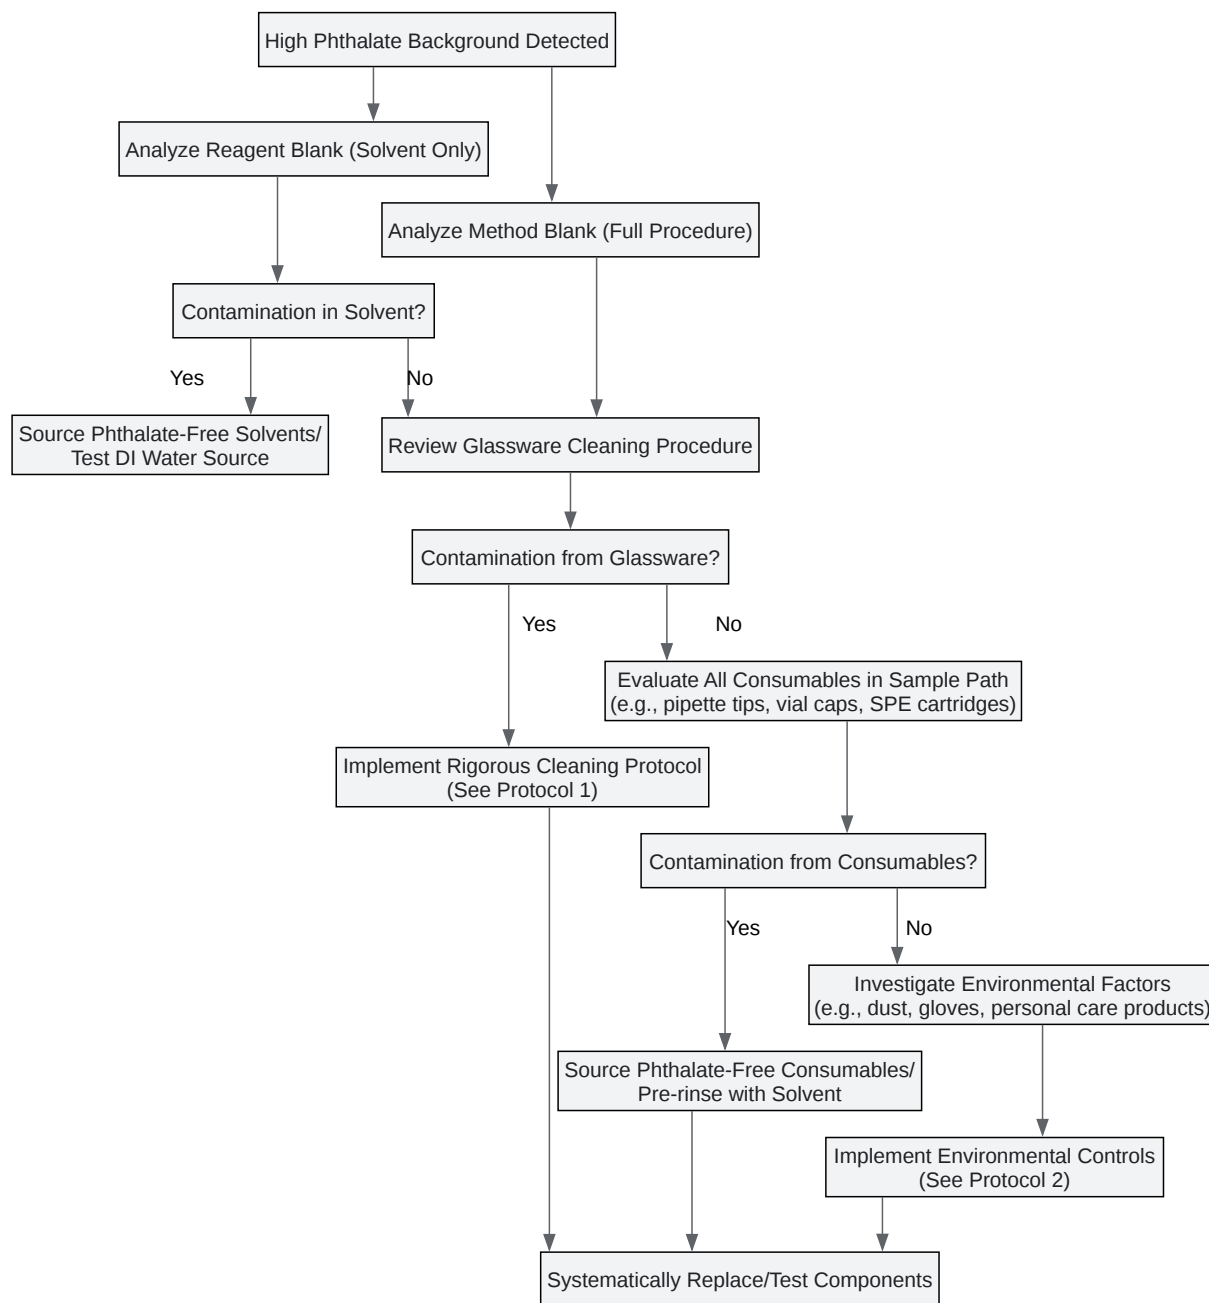 High Phthalate Background Detected
Analyze Reagent Blank (Solvent Only)
Analyze Method Blank (Full Procedure)
Contamination in Solvent?
Yes
No
Source Phthalate-Free Solvents/
Test DI Water Source
Review Glassware Cleaning Procedure
Contamination from Glassware?
Yes
No
Evaluate All Consumables in Sample Path
(e.g., pipette tips, vial caps, SPE cartridges)
Implement Rigorous Cleaning Protocol
(See Protocol 1)
Contamination from Consumables?
Yes
No
Investigate Environmental Factors
(e.g., dust, gloves, personal care products)
Source Phthalate-Free Consumables/
Pre-rinse with Solvent
Implement Environmental Controls
(See Protocol 2)
Systematically Replace/Test Components